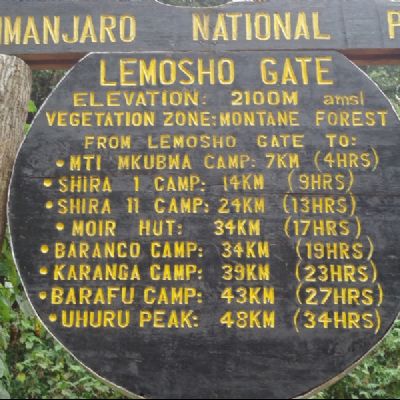 IMANJARO NATIONAL P
LEMOSHO GATE
ELEVATION: 2100M amsl
VEGETATION ZONE:MONTANE FOREST
FROM LEMOSHO GATE TO:
•MTI MKUBWA CAMP: 7KM (4HRS)
•SHIRA 1 CAMP: 14KM (9HRS)
•SHIRA 11 CAMP: 24KM (13HRS)
•MOIR HUT: 34KM (17HRS)
•BARANCO CAMP: 34KM (19HRS)
•KARANGA CAMP: 39KM (23HRS)
•BARAFU CAMP: 43KM (27HRS)
•UHURU PEAK: 48KM (34HRS)